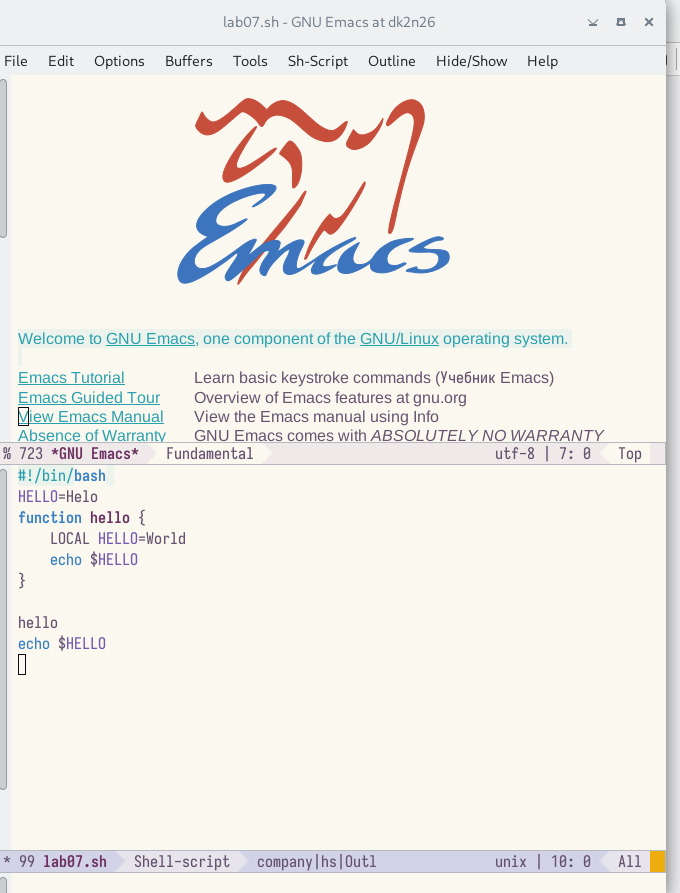 lab07.sh - GNU Emacs at dk2n26
File Edit Options Buffers Tools Sh-Script Outline Hide/Show Help
Emacs
Welcome to GNU Emacs, one component of the GNU/Linux operating system.
Emacs Tutorial Learn basic keystroke commands (Учебник Emacs)
Emacs Guided Tour Overview of Emacs features at gnu.org
View Emacs Manual View the Emacs manual using Info
Absence of Warranty GNU Emacs comes with ABSOLUTELY NO WARRANTY
% 723 *GNU Emacs* Fundamental utf-8 | 7: 0 Top
#!/bin/bash
HELLO=Helo
function hello {
    LOCAL HELLO=World
    echo $HELLO
}
hello
echo $HELLO
* 99 lab07.sh Shell-script company|hs|Outl unix | 10: 0 All